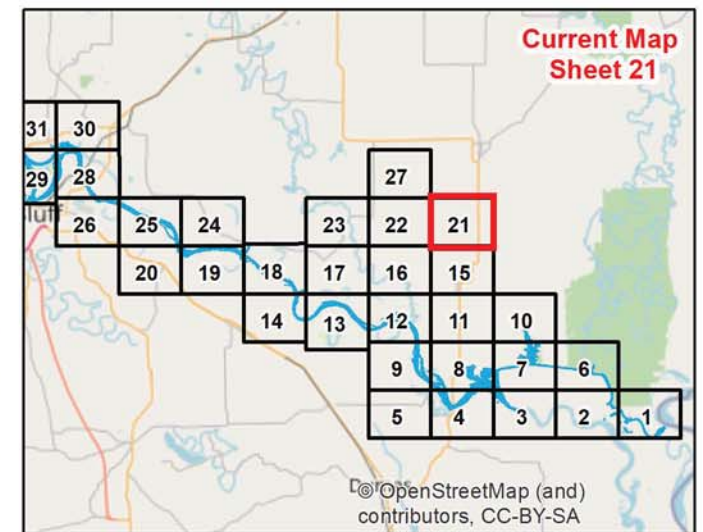 Current Map
Sheet 21
31 30
29 28 27
luff 26 25 24 23 22 21
20 19 18 17 16 15
14 13 12 11 10
9 8 7 6
5 4 3 2 1
© OpenStreetMap (and)
contributors, CC-BY-SA